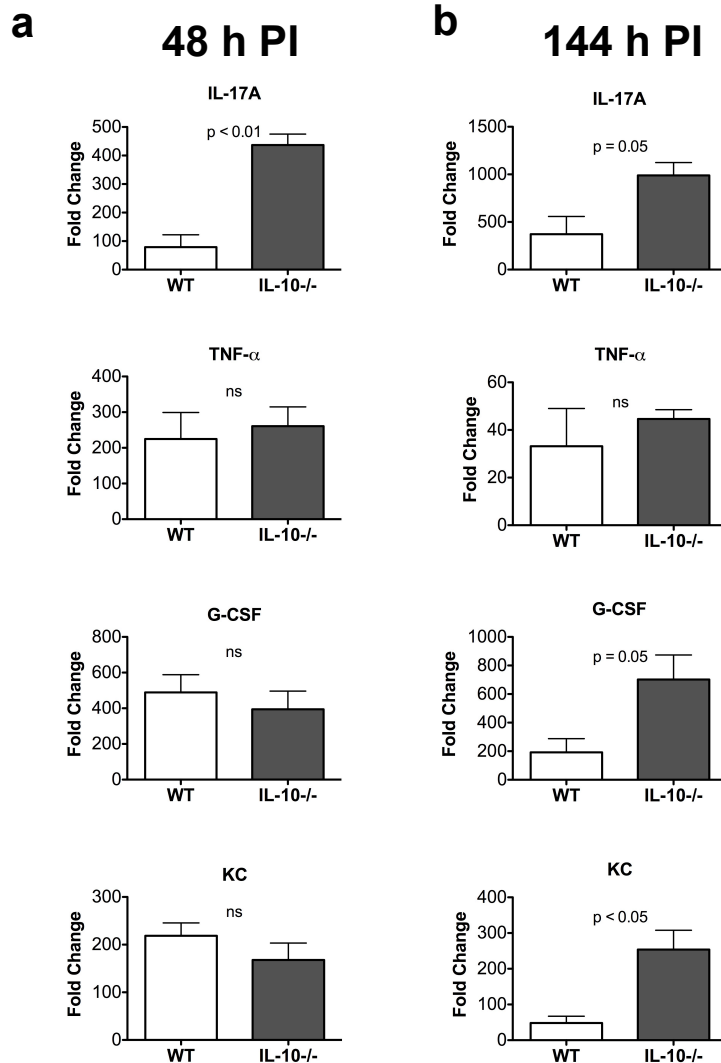 a
48 h PI
b
144 h PI
IL-17A
Fold Change
500
400
300
200
100
0
p < 0.01
WT
IL-10-/-
IL-17A
Fold Change
1500
1000
500
0
p = 0.05
WT
IL-10-/-
TNF-α
Fold Change
400
300
200
100
0
ns
WT
IL-10-/-
TNF-α
Fold Change
60
40
20
0
ns
WT
IL-10-/-
G-CSF
Fold Change
800
600
400
200
0
ns
WT
IL-10-/-
G-CSF
Fold Change
1000
800
600
400
200
0
p = 0.05
WT
IL-10-/-
KC
Fold Change
300
200
100
0
ns
WT
IL-10-/-
KC
Fold Change
400
300
200
100
0
p < 0.05
WT
IL-10-/-